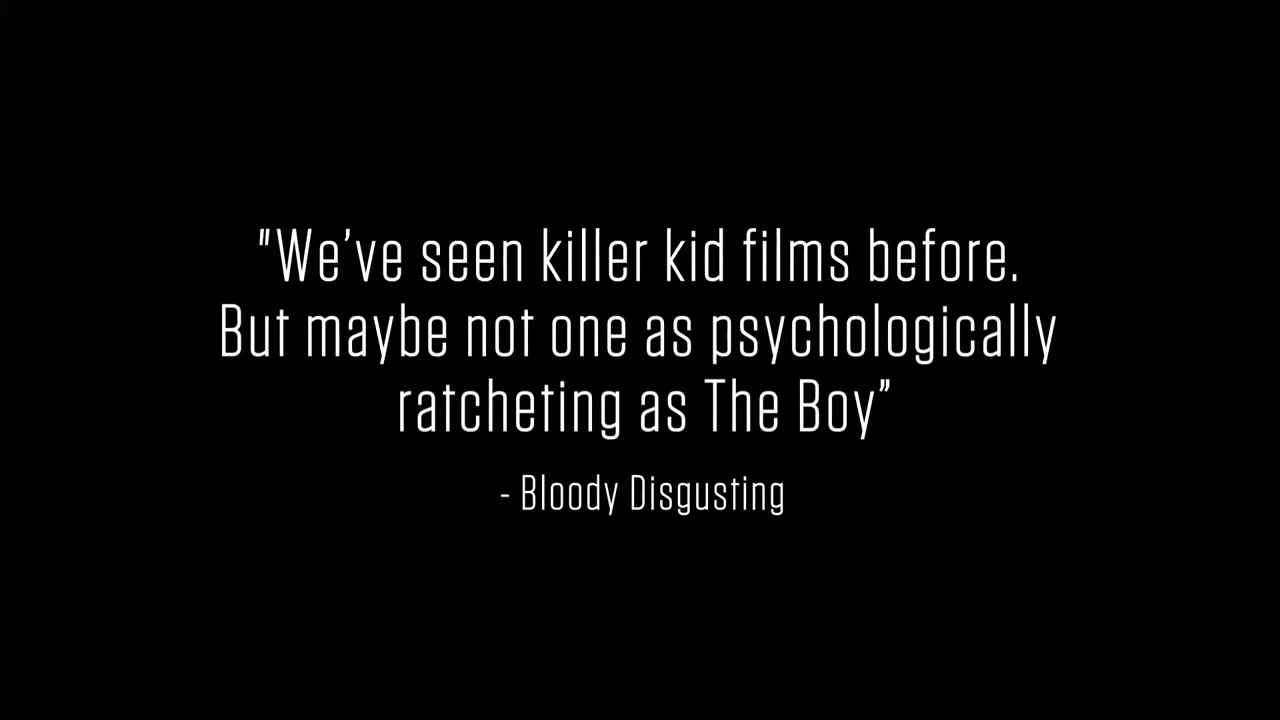 "We’ve seen killer kid films before.
But maybe not one as psychologically
ratcheting as The Boy”
- Bloody Disgusting